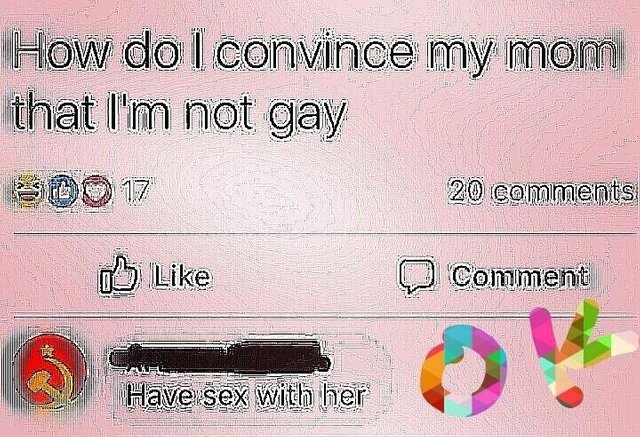 How do I convince my mom
that I'm not gay
17
20 comments
Like
Comment
Have sex with her
OK